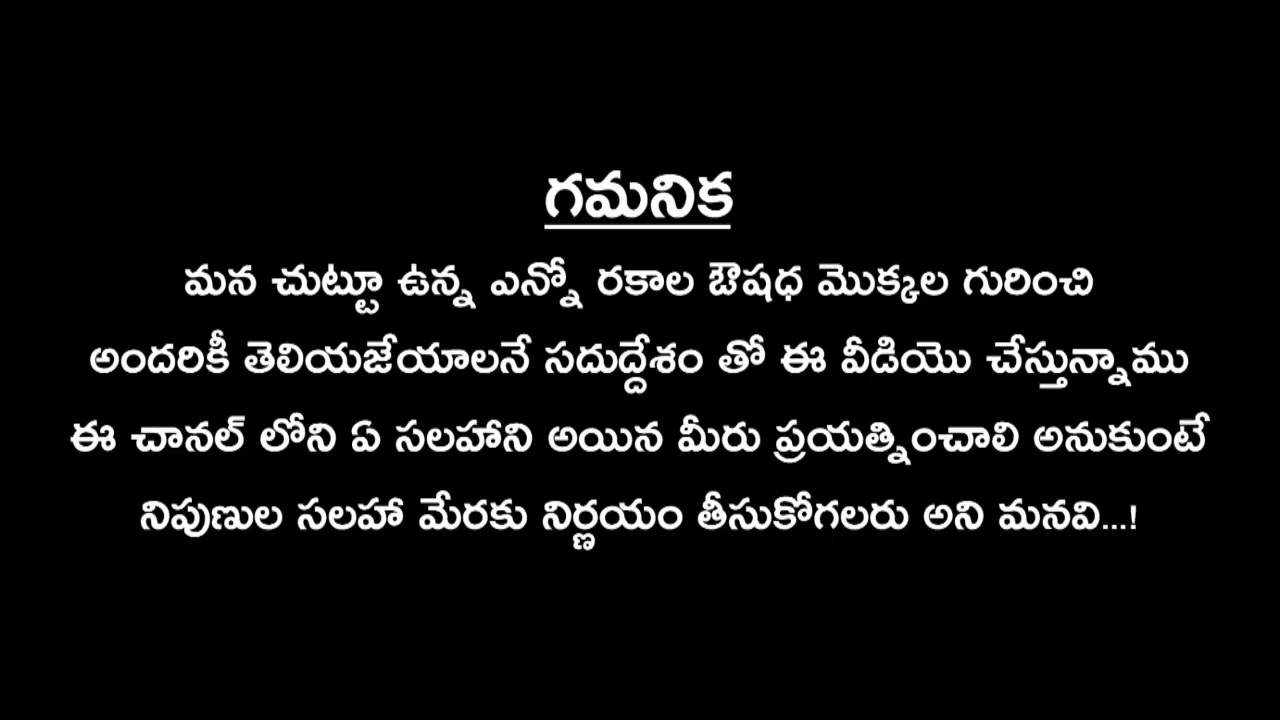 గమనిక
మన చుట్టూ ఉన్న ఎన్నో రకాల ఔషధ మొక్కల గురించి
అందరికీ తెలియజేయాలనే సదుద్దేశం తో ఈ వీడియొ చేస్తున్నాము
ఈ చానల్ లోని ఏ సలహాని అయిన మీరు ప్రయత్నించాలి అనుకుంటే
నిపుణుల సలహా మేరకు నిర్ణయం తీసుకోగలరు అని మనవి...!